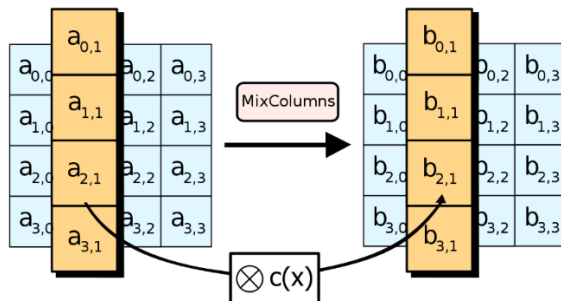 a0,0 a0,1 a0,2 a0,3
a1,0 a1,1 a1,2 a1,3
a2,0 a2,1 a2,2 a2,3
a3,0 a3,1 a3,2 a3,3
MixColumns
b0,0 b0,1 b0,2 b0,3
b1,0 b1,1 b1,2 b1,3
b2,0 b2,1 b2,2 b2,3
b3,0 b3,1 b3,2 b3,3
⊗ c(x)